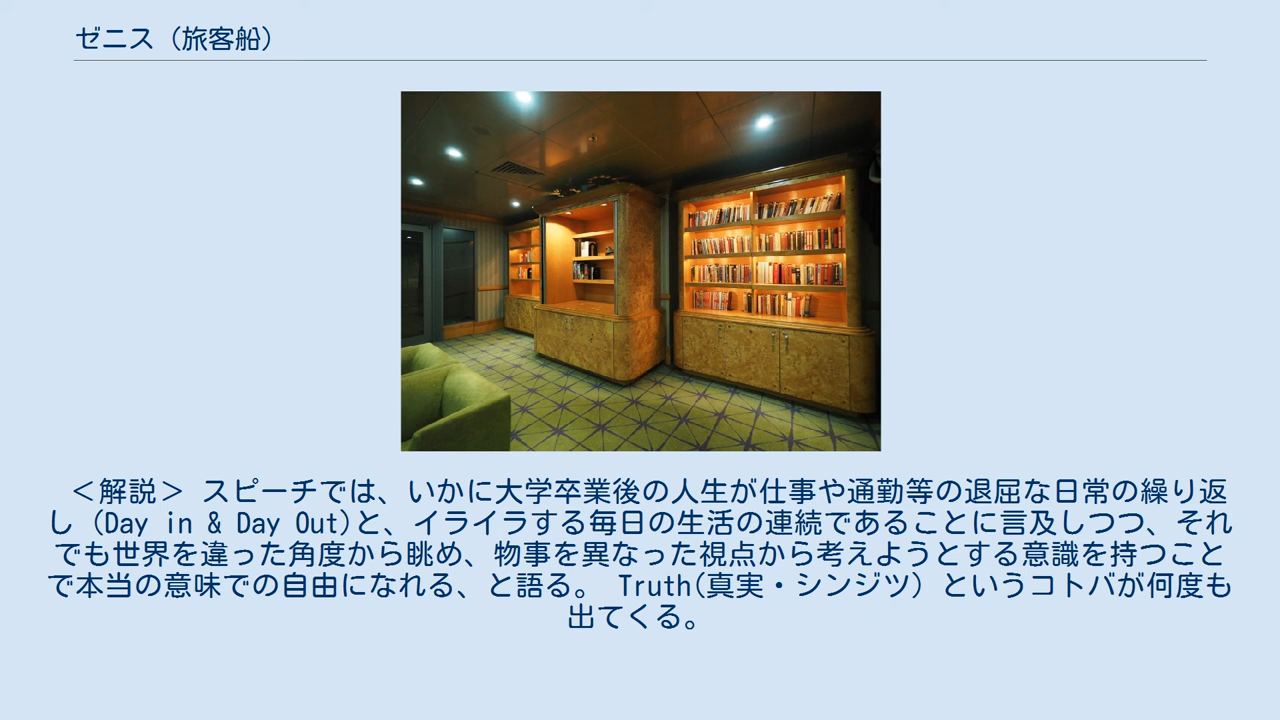 ゼニス（旅客船）
＜解説＞ スピーチでは、いかに大学卒業後の人生が仕事や通勤等の退屈な日常の繰り返
し（Day in & Day Out)と、イライラする毎日の生活の連続であることに言及しつつ、それ
でも世界を違った角度から眺め、物事を異なった視点から考えようとする意識を持つこと
で本当の意味での自由になれる、と語る。 Truth(真実・シンジツ）というコトバが何度も
出てくる。